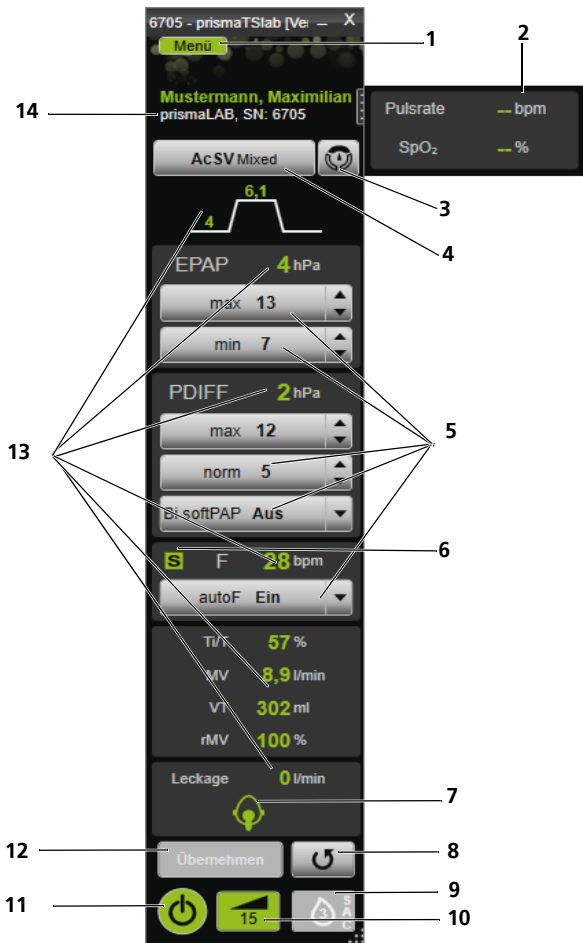 6705 - prismaTSlab [Ve
– X
Menü
1
2
Mustermann, Maximilian
prismaLAB, SN: 6705
14
Pulsrate -- bpm
SpO₂ -- %
AcSV Mixed
3
4
6,1
4
EPAP 4 hPa
max 13
min 7
PDIFF 2 hPa
max 12
norm 5
Bi softPAP Aus
13
5
S F 28 bpm
6
autoF Ein
Ti/T 57 %
MV 8,9 l/min
VT 302 ml
rMV 100 %
Leckage 0 l/min
7
12
Übernehmen
8
11
15
3 SAC
9
10